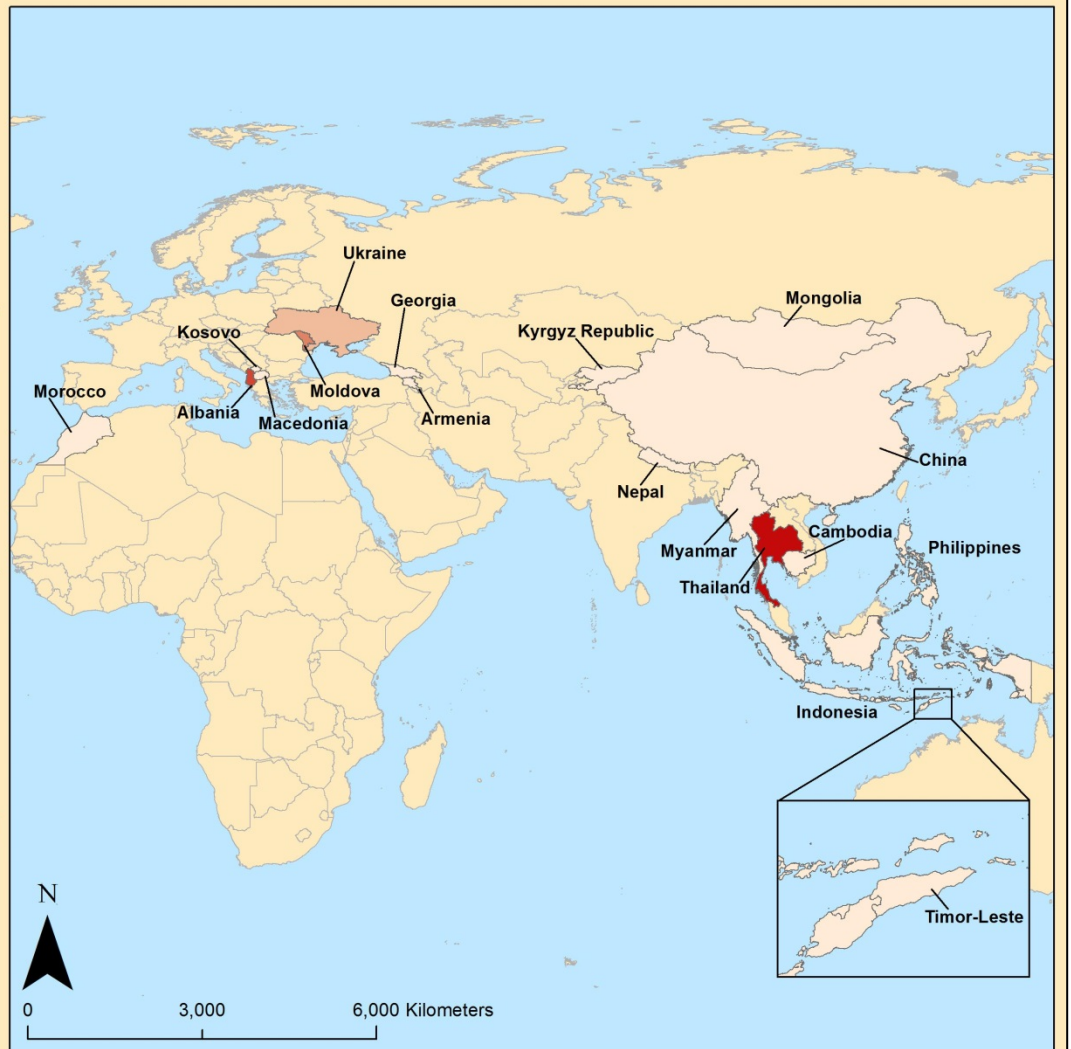 Ukraine
Georgia
Mongolia
Kosovo
Kyrgyz Republic
Morocco
Moldova
Albania
Macedonia
Armenia
China
Nepal
Cambodia
Myanmar
Philippines
Thailand
Indonesia
Timor-Leste
N
0 3,000 6,000 Kilometers